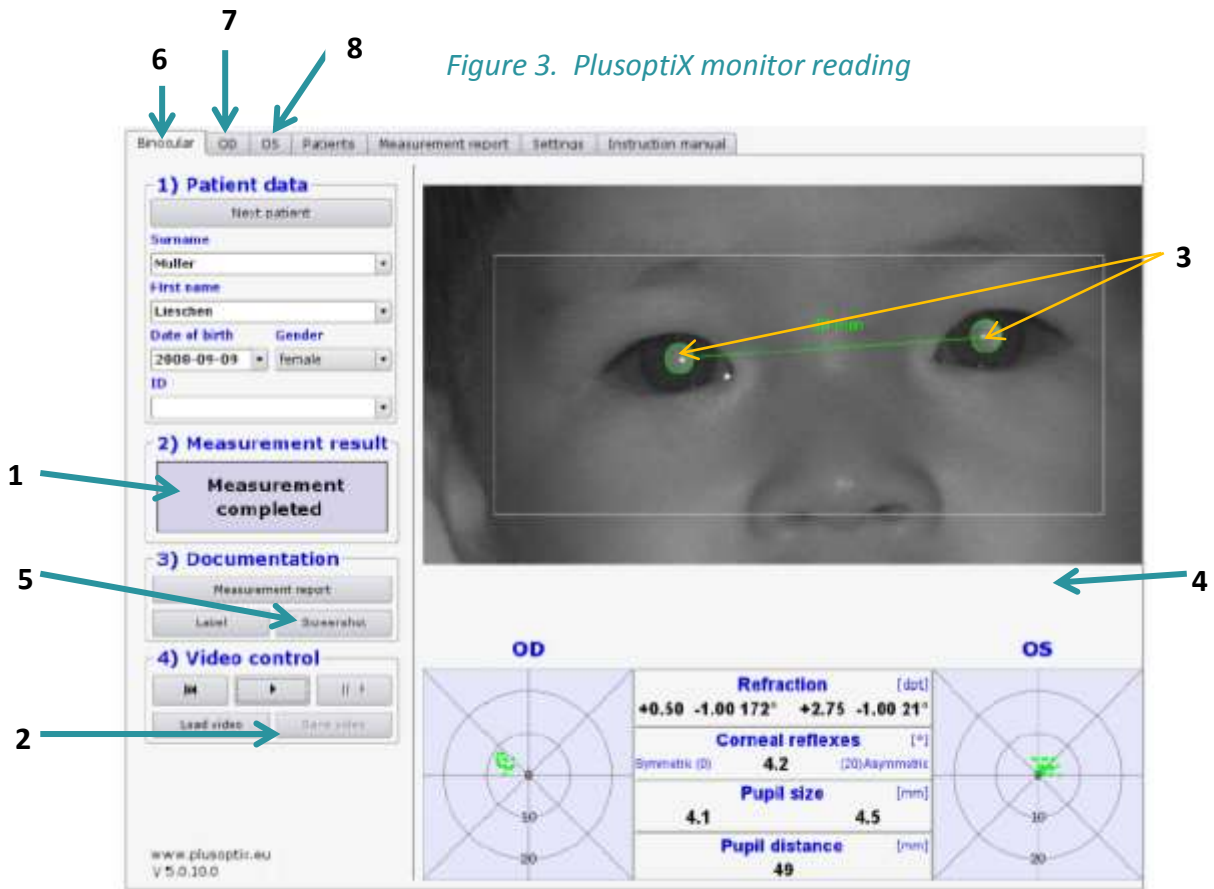 7
8
6
Figure 3. PlusoptiX monitor reading
Binocular OD OS Patients Measurement report Settings Instruction manual
1) Patient data
Next patient
Surname
Muller
3
First name
Lieschen
Date of birth Gender
2008-09-09 female
ID
2) Measurement result
1
Measurement
completed
3) Documentation
5
Measurement report
4
Label Screenshot
OD OS
4) Video control
Refraction [dpt]
+0.50 -1.00 172° +2.75 -1.00 21°
Load video Save video
2
Corneal reflexes [°]
Symmetric (0) 4.2 (20)Asymmetric
Pupil size [mm]
4.1 4.5
10 10
Pupil distance [mm]
49
20 20
www.plusoptix.eu
V 5.0.10.0